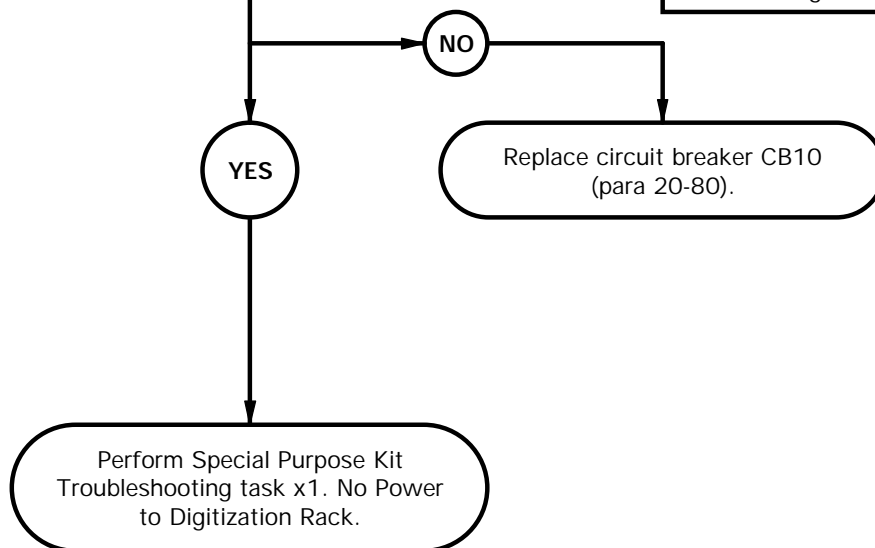 NO
YES
Replace circuit breaker CB10
(para 20-80).
Perform Special Purpose Kit
Troubleshooting task x1. No Power
to Digitization Rack.